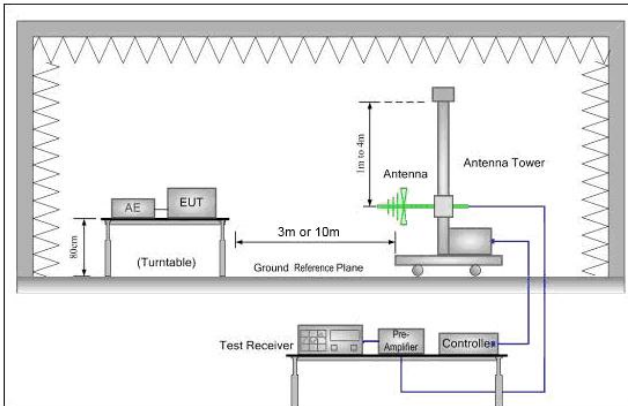 1m to 4m
Antenna
Antenna Tower
AE
EUT
3m or 10m
80cm
(Turntable)
Ground Reference Plane
Test Receiver
Pre-
Amplifier
Controlle